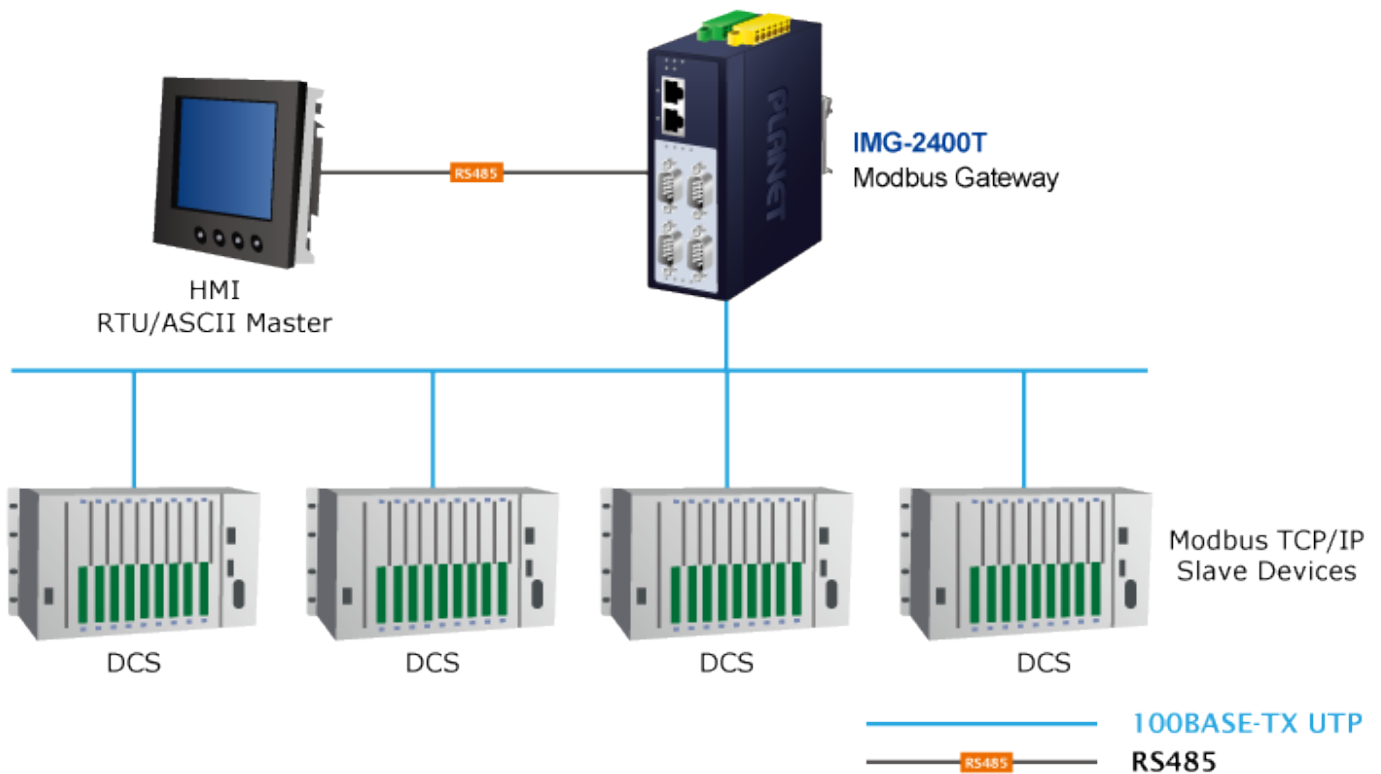 PLANET
IMG-2400T
Modbus Gateway
RS485
HMI
RTU/ASCII Master
Modbus TCP/IP
Slave Devices
DCS
DCS
DCS
DCS
100BASE-TX UTP
RS485
RS485